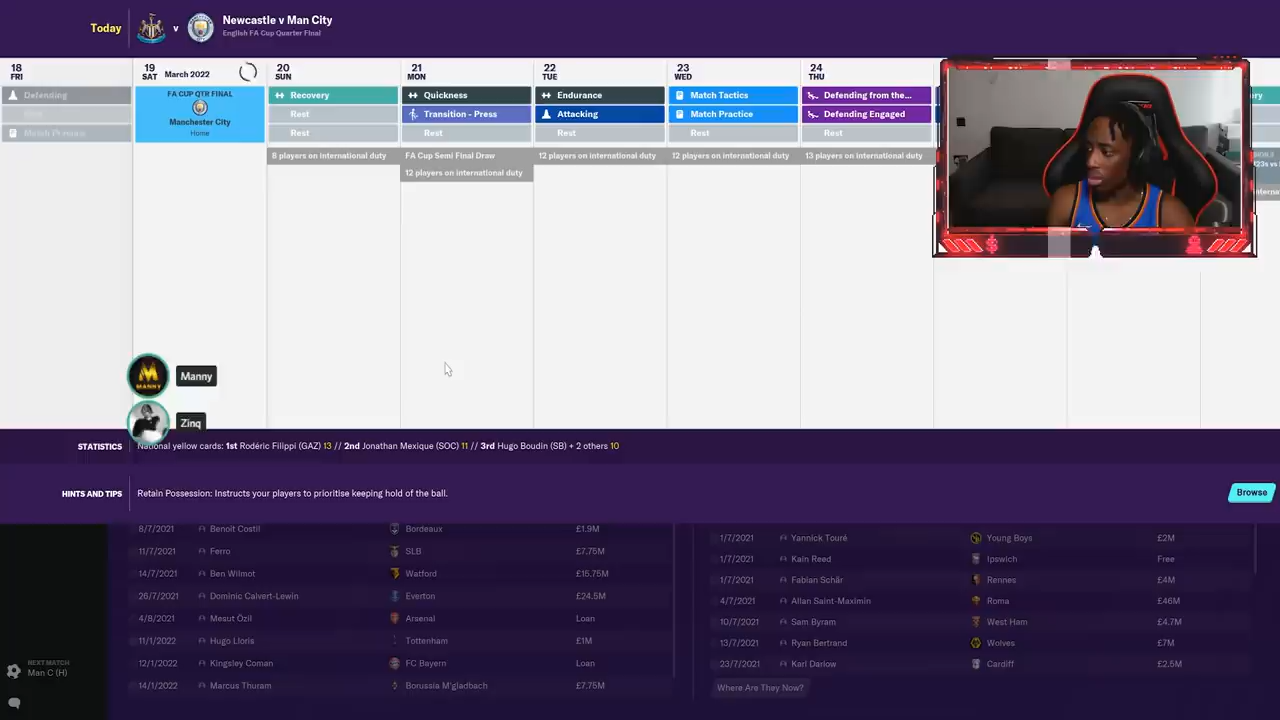 Today
v
Newcastle v Man City
English FA Cup Quarter Final
18
FRI
19
SAT
March 2022
20
SUN
21
MON
22
TUE
23
WED
24
THU
Defending
Rest
Match Preview
FA CUP QTR FINAL
Manchester City
Home
Recovery
Rest
Rest
8 players on international duty
Quickness
Transition - Press
Rest
FA Cup Semi Final Draw
12 players on international duty
Endurance
Attacking
Rest
12 players on international duty
Match Tactics
Match Practice
Rest
12 players on international duty
Defending from the...
Defending Engaged
Rest
13 players on international duty
MANNY
Manny
Zinq
STATISTICS
National yellow cards: 1st Rodéric Filippi (GAZ) 13 // 2nd Jonathan Mexique (SOC) 11 // 3rd Hugo Boudin (SB) + 2 others 10
HINTS AND TIPS
Retain Possession: Instructs your players to prioritise keeping hold of the ball.
Browse
8/7/2021 Benoît Costil Bordeaux £1.9M
11/7/2021 Ferro SLB £7.75M
14/7/2021 Ben Wilmot Watford £15.75M
26/7/2021 Dominic Calvert-Lewin Everton £24.5M
4/8/2021 Mesut Özil Arsenal Loan
11/1/2022 Hugo Lloris Tottenham £1M
12/1/2022 Kingsley Coman FC Bayern Loan
14/1/2022 Marcus Thuram Borussia M'gladbach £7.75M
1/7/2021 Yannick Touré Young Boys £2M
1/7/2021 Kain Reed Ipswich Free
1/7/2021 Fabian Schär Rennes £4M
4/7/2021 Allan Saint-Maximin Roma £46M
10/7/2021 Sam Byram West Ham £4.7M
13/7/2021 Ryan Bertrand Wolves £7M
23/7/2021 Karl Darlow Cardiff £2.5M
Where Are They Now?
NEXT MATCH
Man C (H)